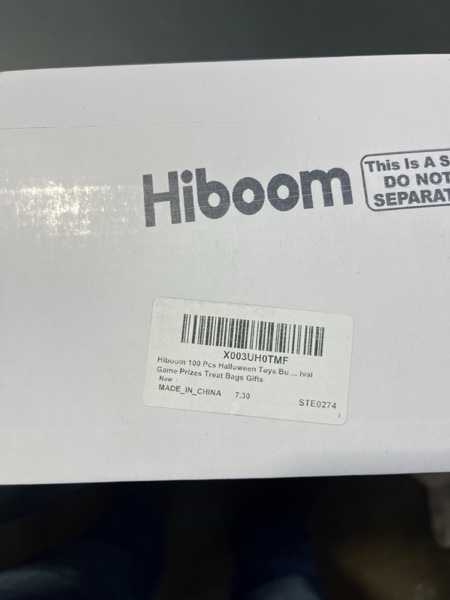 Hiboom
This Is A S
DO NOT
SEPARAT
X003UH0TMF
Hiboom 100 Pcs Halloween Toys Bu ... ival
Game Prizes Treat Bags Gifts
New
MADE_IN_CHINA 7.30
STE0274